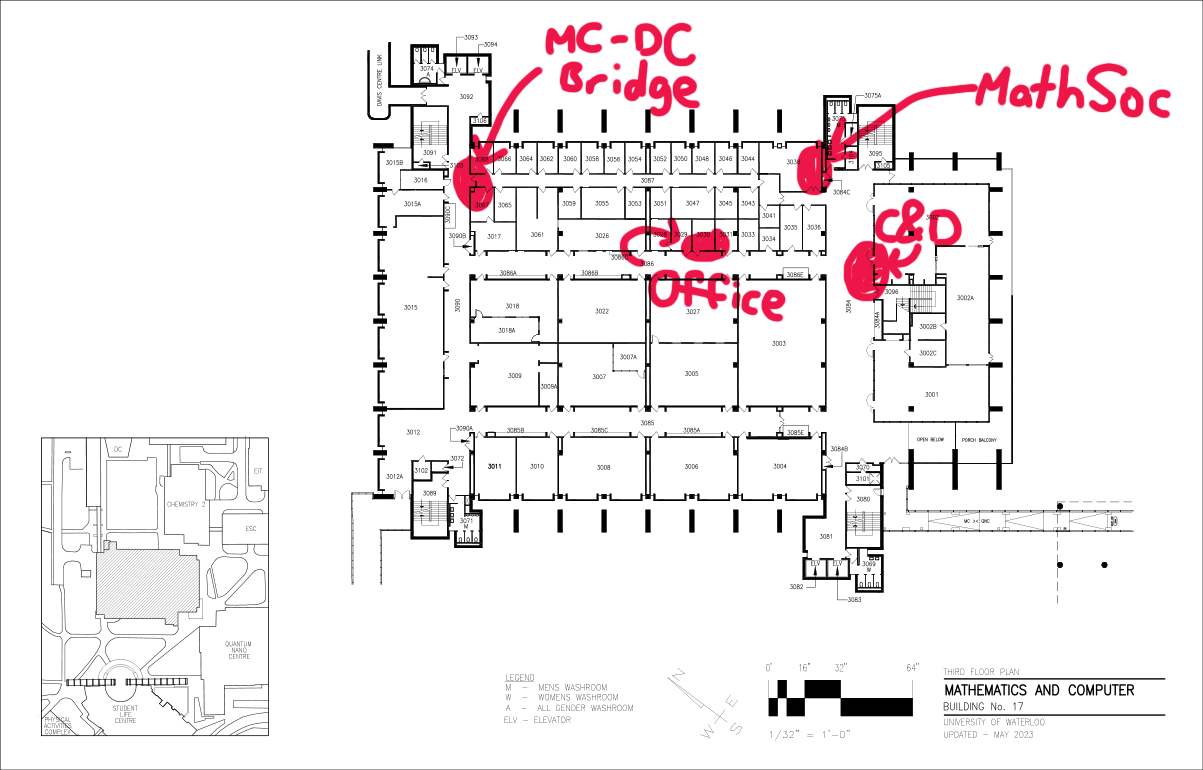 MC-DC
Bridge
MathSoc
C&D
Office
DAVIS CENTRE LINK
3093
3094
3074
A
ELV
ELV
3092
3106
3091
3103
3015B
3016
3015A
3090C
3090B
3015
3090
3012
3012A
3102
3072
3089
3090A
3071
M
3068
3066
3064
3062
3060
3058
3056
3054
3052
3050
3048
3046
3044
3038
3087
3067
3065
3059
3055
3053
3051
3047
3045
3043
3041
3017
3061
3026
3028
3029
3030
3031
3033
3034
3035
3036
3086
3086A
3086B
3086C
3086E
3018
3018A
3022
3027
3003
3009
3009A
3007
3007A
3005
3085
3085B
3085C
3085A
3085E
3011
3010
3008
3006
3004
3075A
3095
3084C
3084
3084A
3084B
3002
3096
3002A
3002B
3002C
3001
OPEN BELOW
PORCH BALCONY
3070
3101
3080
3081
ELV
ELV
3082
3083
3069
W
MC >< QNC
DC
CHEMISTRY 2
EIT
ESC
QUANTUM
NANO
CENTRE
STUDENT
LIFE
CENTRE
PHYSICAL
ACTIVITIES
COMPLEX
LEGEND
M – MENS WASHROOM
W – WOMENS WASHROOM
A – ALL GENDER WASHROOM
ELV – ELEVATOR
N
W
E
S
0' 16" 32" 64"
1/32" = 1'-0"
THIRD FLOOR PLAN
MATHEMATICS AND COMPUTER
BUILDING No. 17
UNIVERSITY OF WATERLOO
UPDATED – MAY 2023